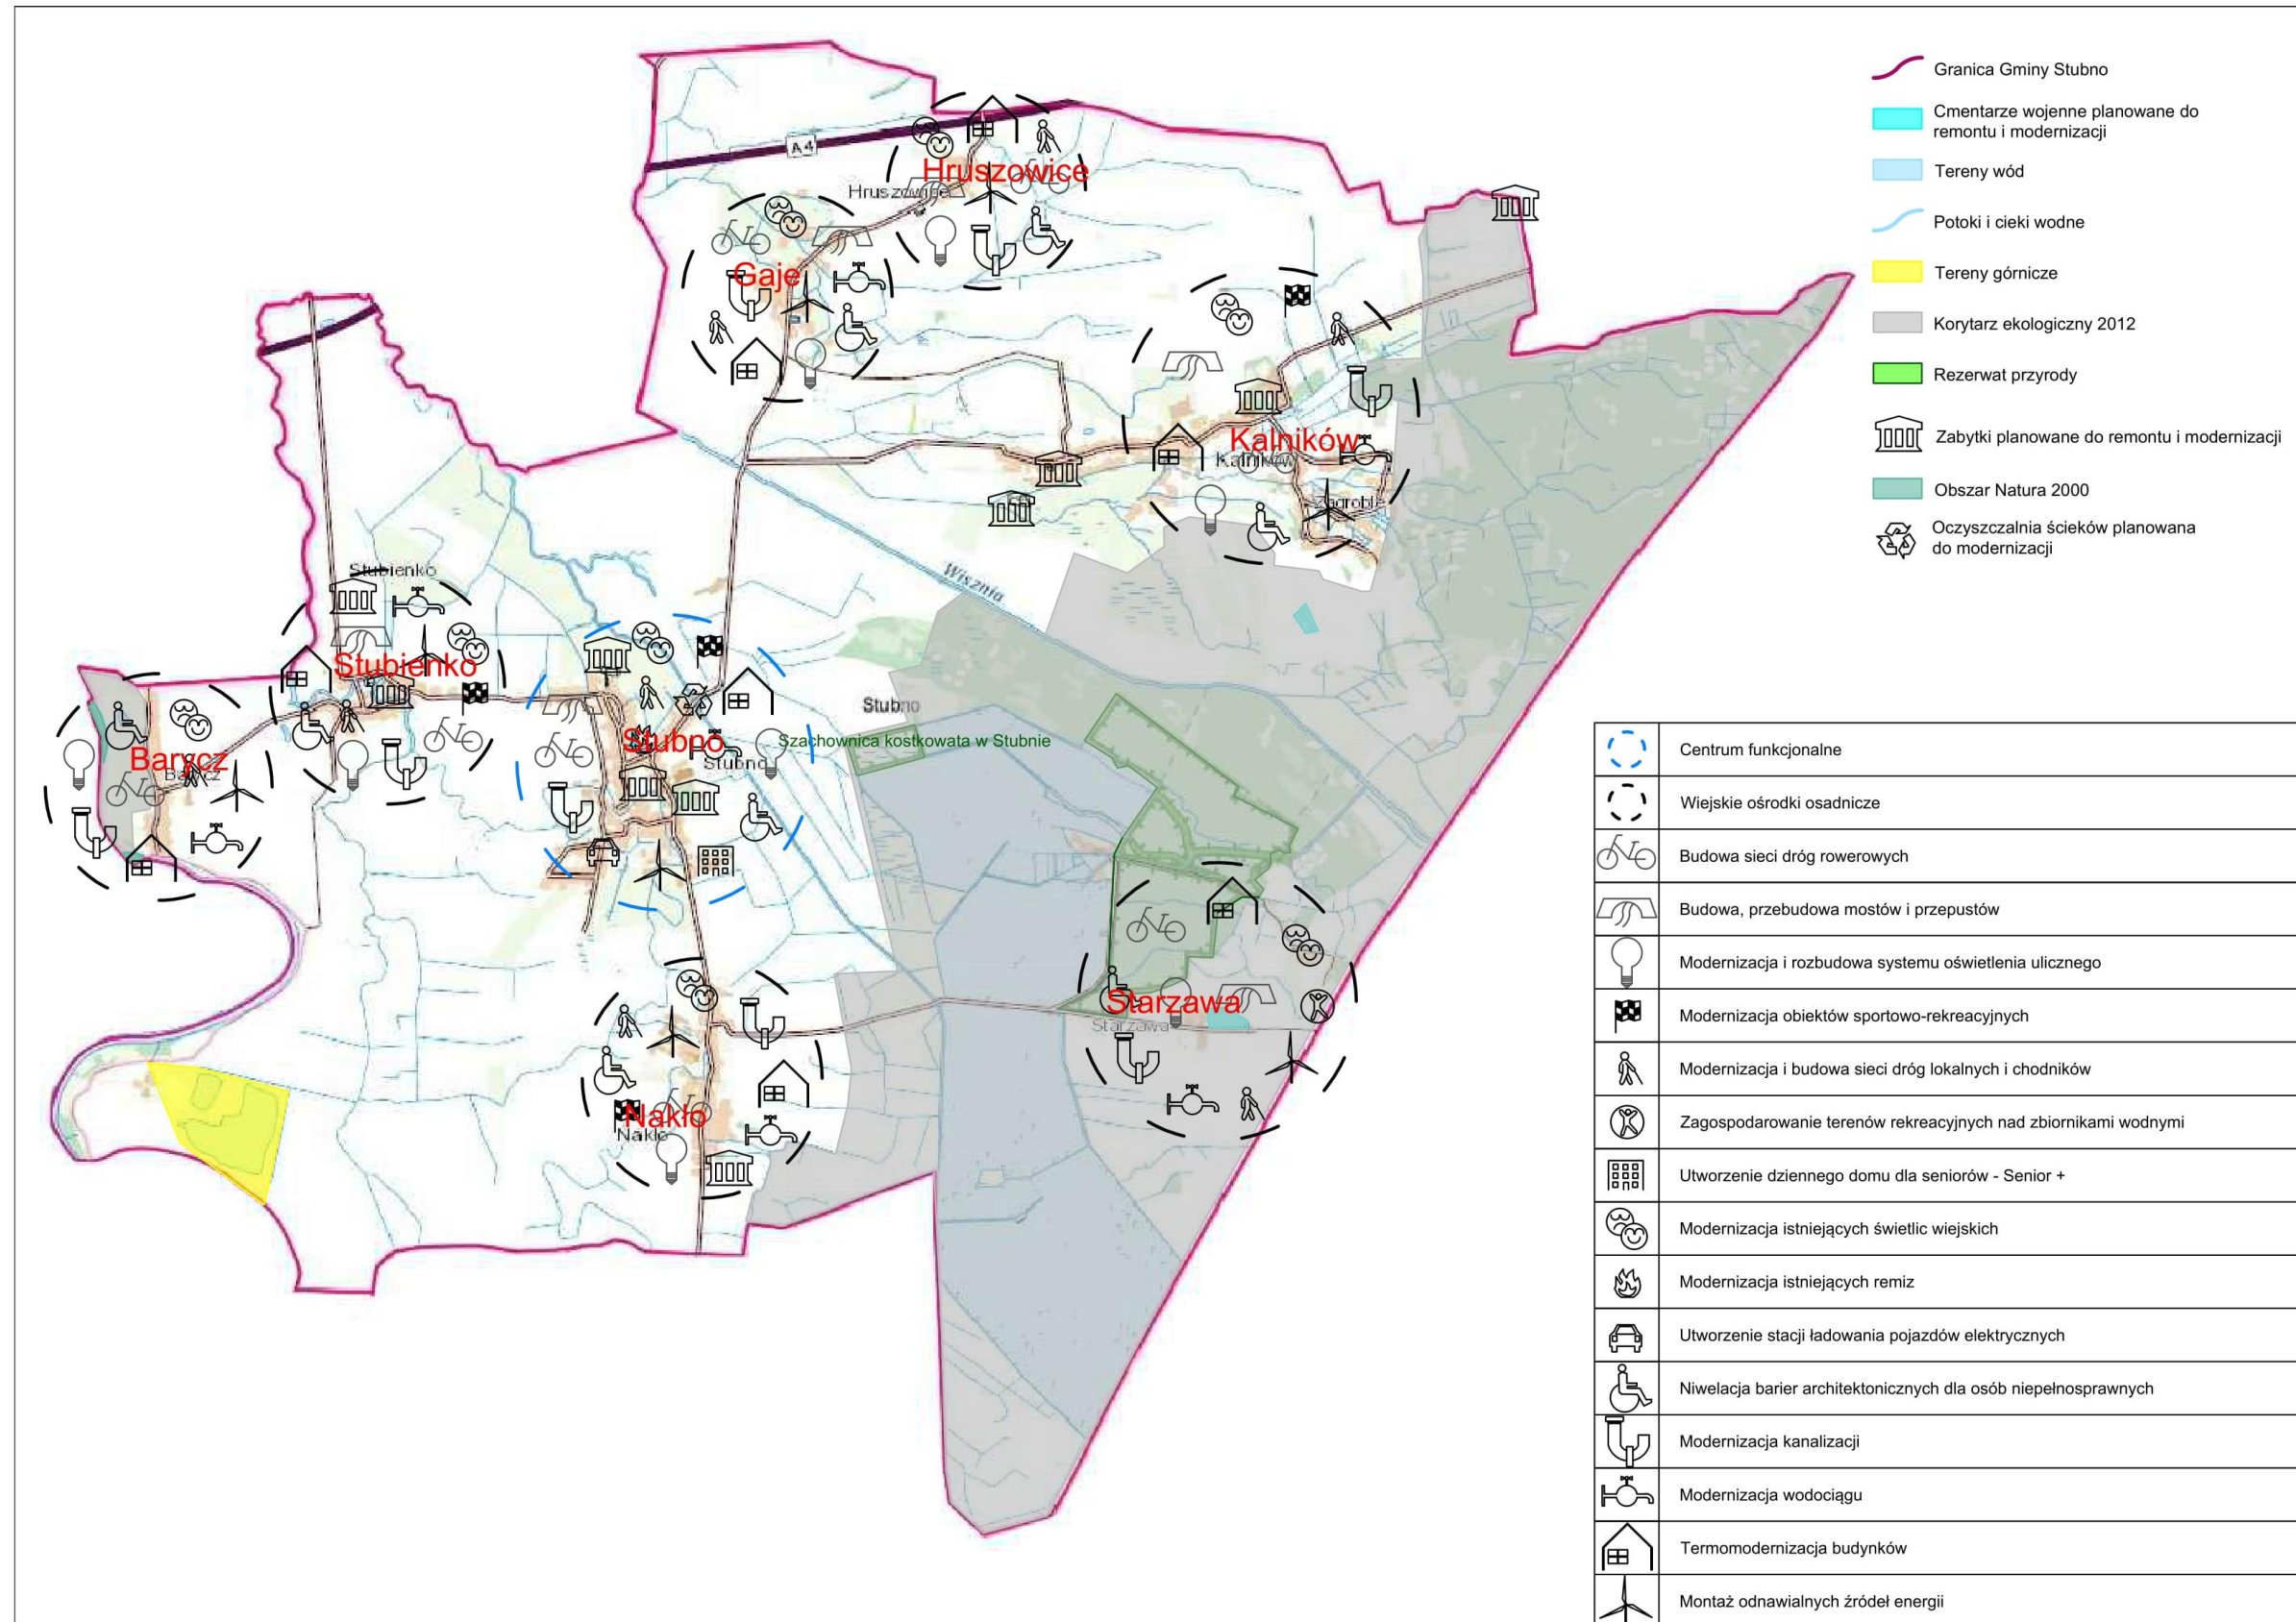 Granica Gminy Stubno
Cmentarze wojenne planowane do
remontu i modernizacji
Tereny wód
Potoki i cieki wodne
Tereny górnicze
Korytarz ekologiczny 2012
Rezerwat przyrody
Zabytki planowane do remontu i modernizacji
Obszar Natura 2000
Oczyszczalnia ścieków planowana
do modernizacji
A4
Hruszowice
Hruszowice
Gaje
Kalników
Kalników
Zagroble
Wisznia
Stubienko
Stubienko
Stubno
Stubno
Szachownica kostkowata w Stubnie
Stubno
Barycz
Barycz
Starzawa
Starzawa
Nakło
Nakło
Centrum funkcjonalne
Wiejskie ośrodki osadnicze
Budowa sieci dróg rowerowych
Budowa, przebudowa mostów i przepustów
Modernizacja i rozbudowa systemu oświetlenia ulicznego
Modernizacja obiektów sportowo-rekreacyjnych
Modernizacja i budowa sieci dróg lokalnych i chodników
Zagospodarowanie terenów rekreacyjnych nad zbiornikami wodnymi
Utworzenie dziennego domu dla seniorów - Senior +
Modernizacja istniejących świetlic wiejskich
Modernizacja istniejących remiz
Utworzenie stacji ładowania pojazdów elektrycznych
Niwelacja barier architektonicznych dla osób niepełnosprawnych
Modernizacja kanalizacji
Modernizacja wodociągu
Termomodernizacja budynków
Montaż odnawialnych źródeł energii